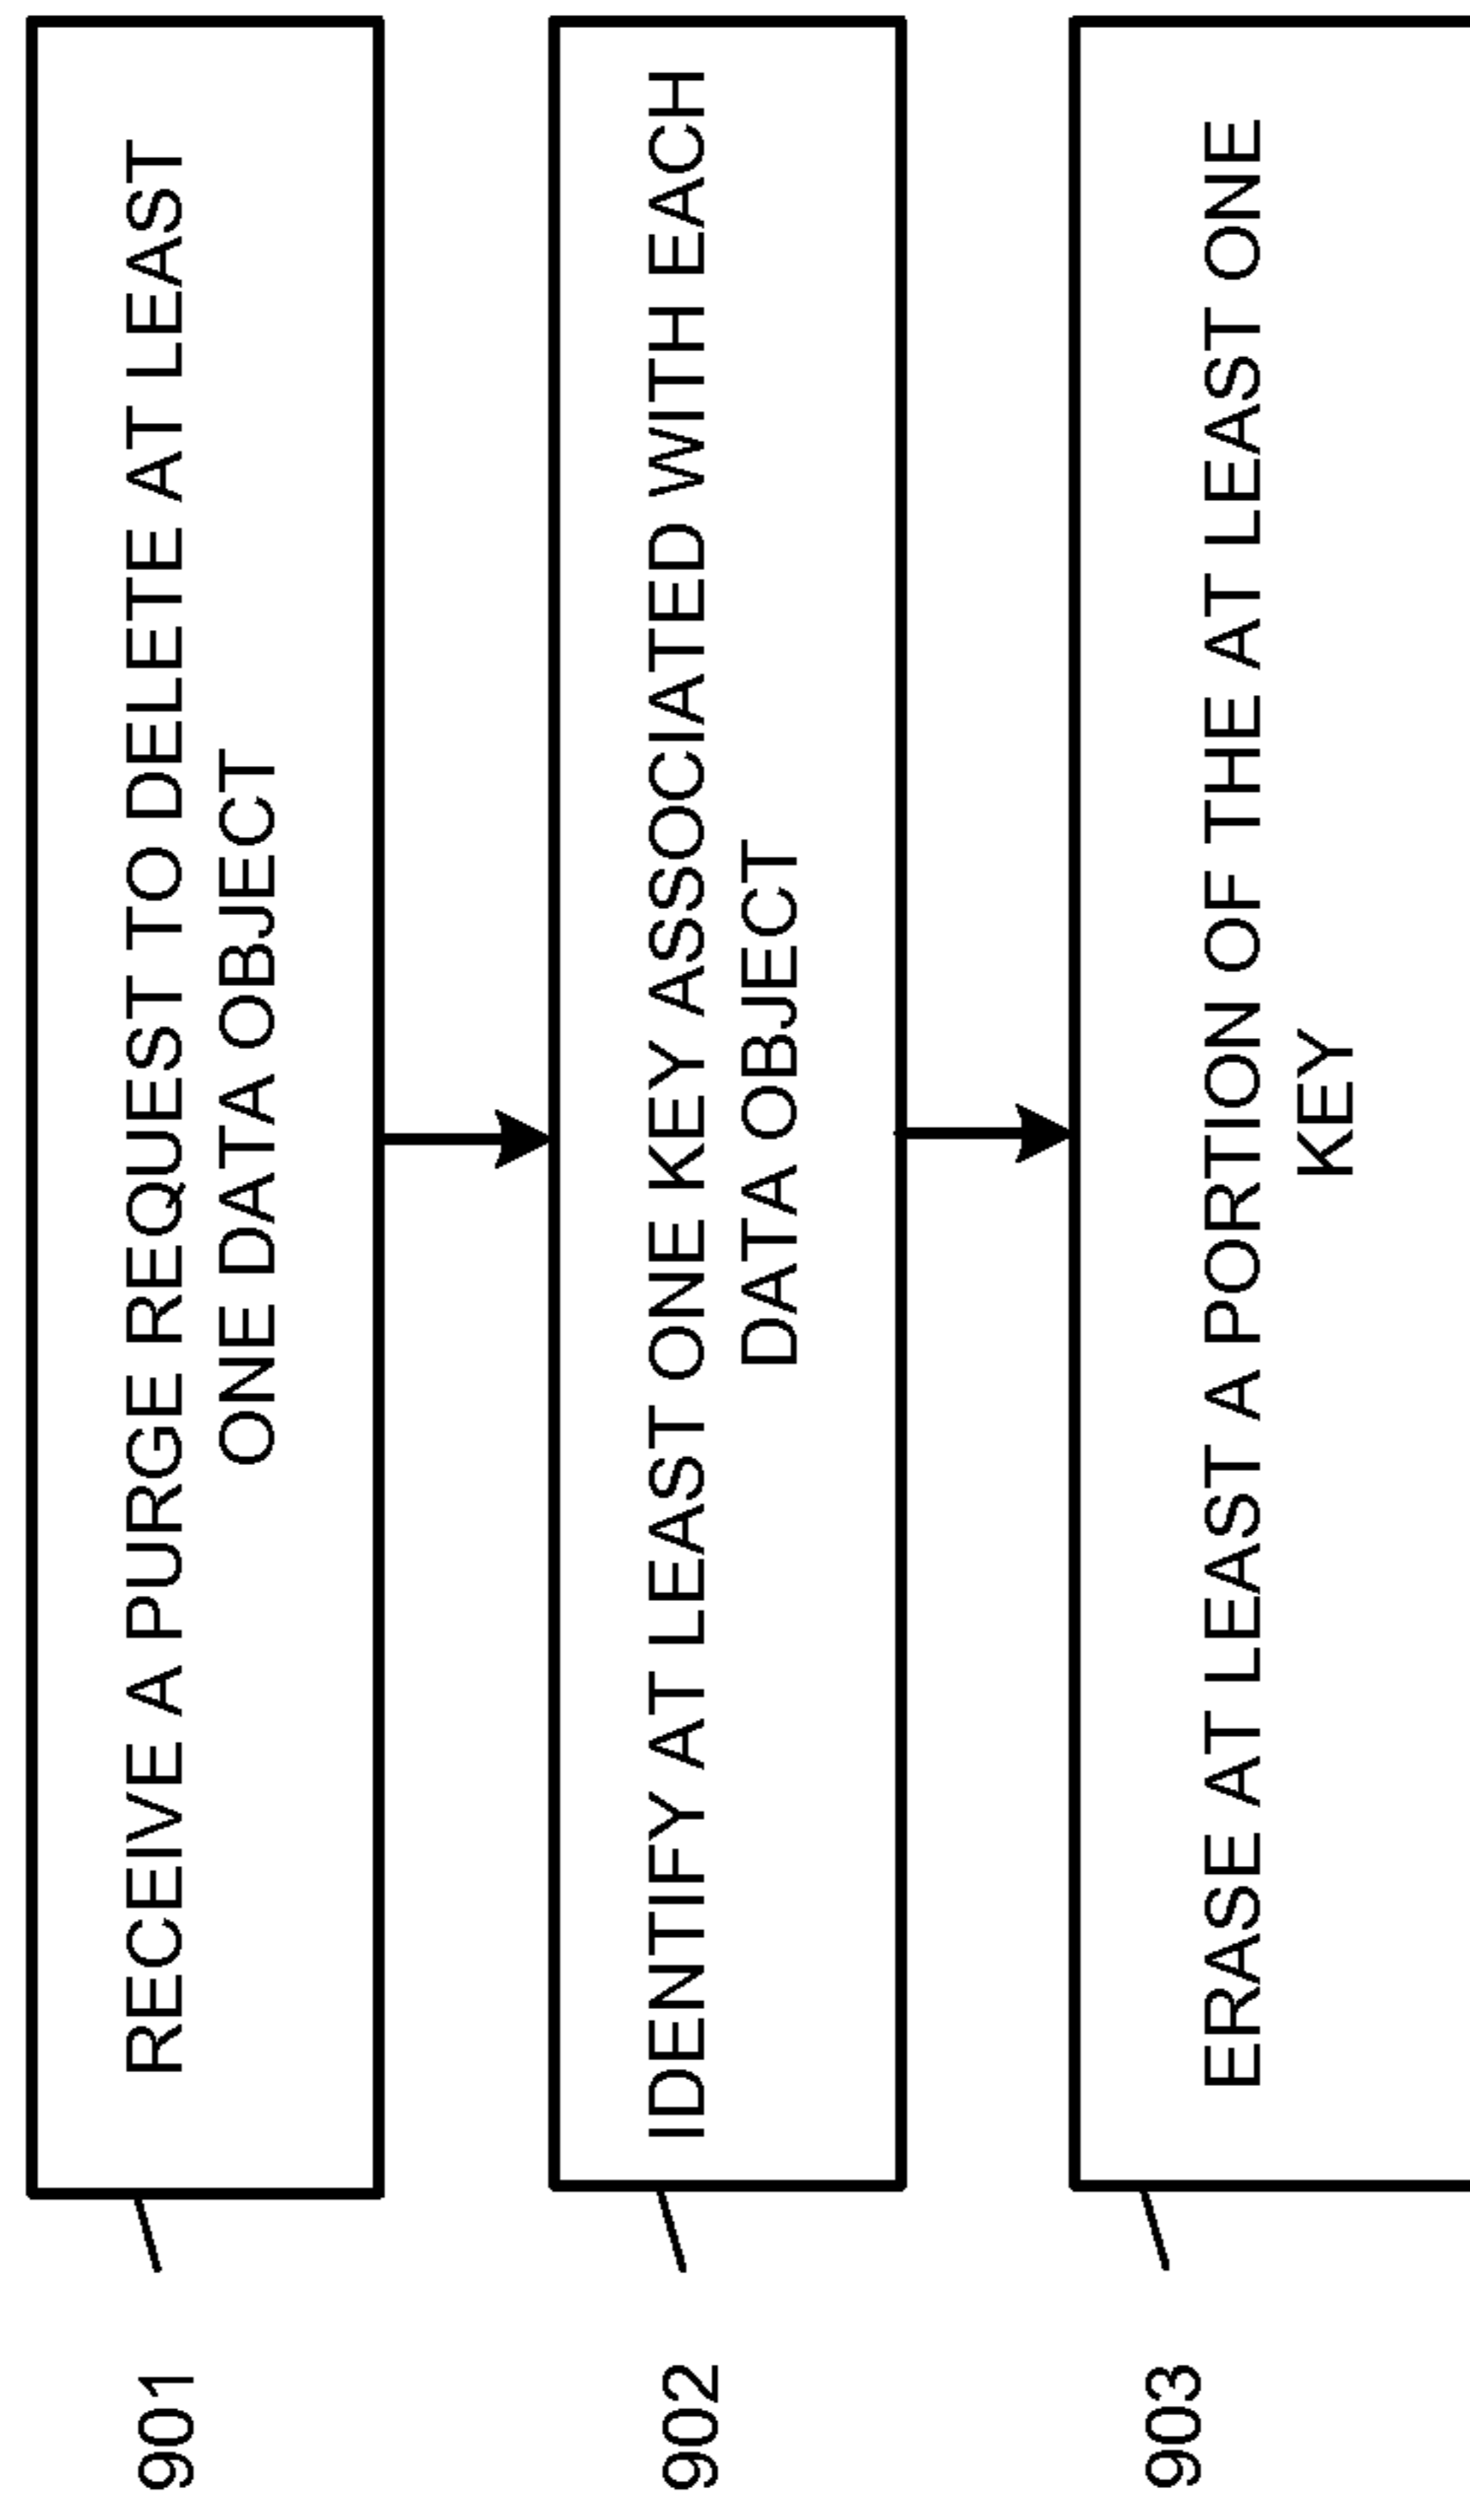 901
RECEIVE A PURGE REQUEST TO DELETE AT LEAST
ONE DATA OBJECT
902
IDENTIFY AT LEAST ONE KEY ASSOCIATED WITH EACH
DATA OBJECT
903
ERASE AT LEAST A PORTION OF THE AT LEAST ONE
KEY